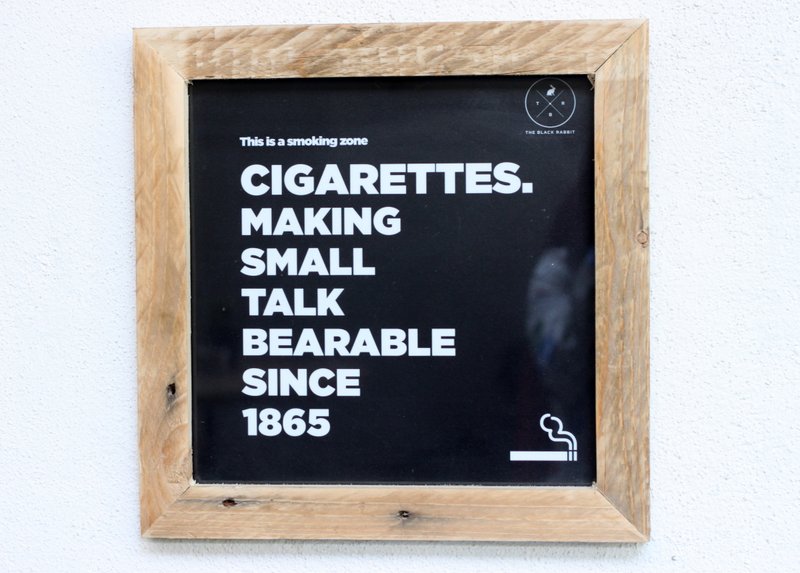 T R
B
THE BLACK RABBIT
This is a smoking zone
CIGARETTES.
MAKING
SMALL
TALK
BEARABLE
SINCE
1865